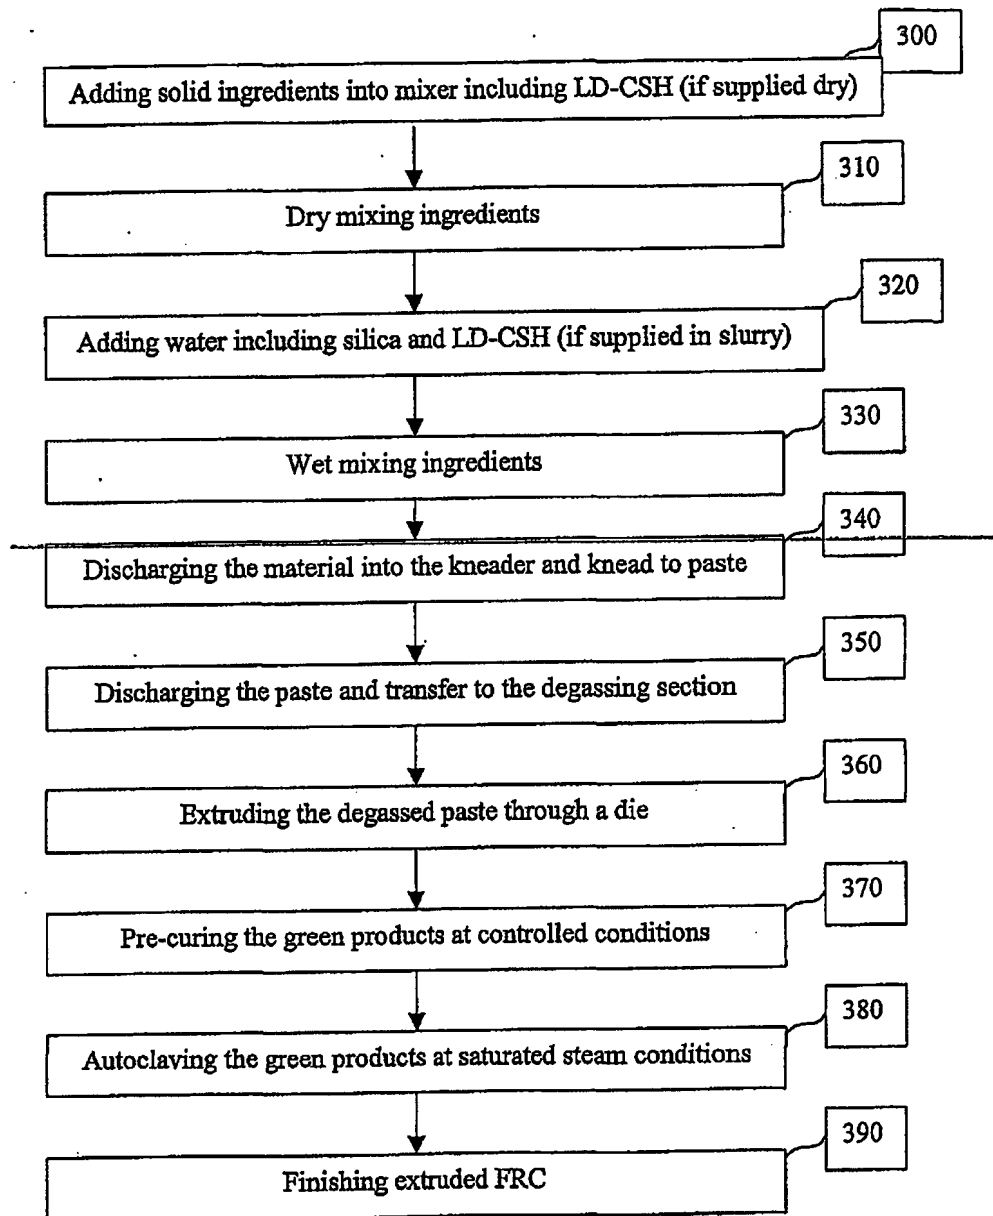 300
Adding solid ingredients into mixer including LD-CSH (if supplied dry)
310
Dry mixing ingredients
320
Adding water including silica and LD-CSH (if supplied in slurry)
330
Wet mixing ingredients
340
Discharging the material into the kneader and knead to paste
350
Discharging the paste and transfer to the degassing section
360
Extruding the degassed paste through a die
370
Pre-curing the green products at controlled conditions
380
Autoclaving the green products at saturated steam conditions
390
Finishing extruded FRC